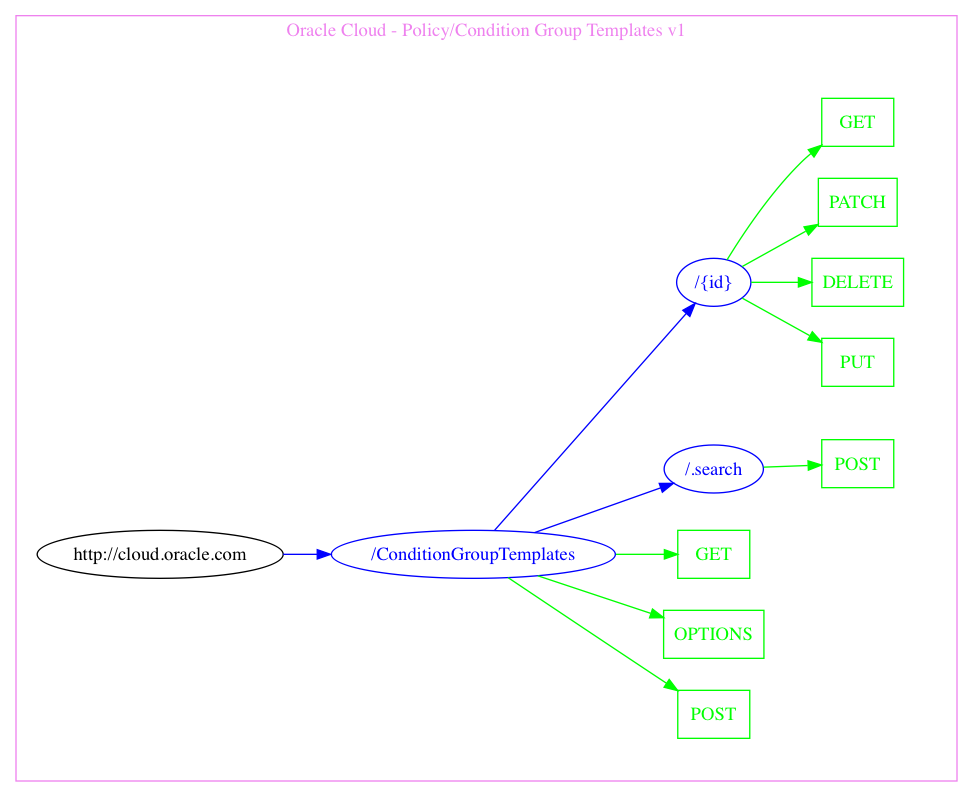 Oracle Cloud - Policy/Condition Group Templates v1
GET
PATCH
/{id}
DELETE
PUT
/.search
POST
http://cloud.oracle.com
/ConditionGroupTemplates
GET
OPTIONS
POST